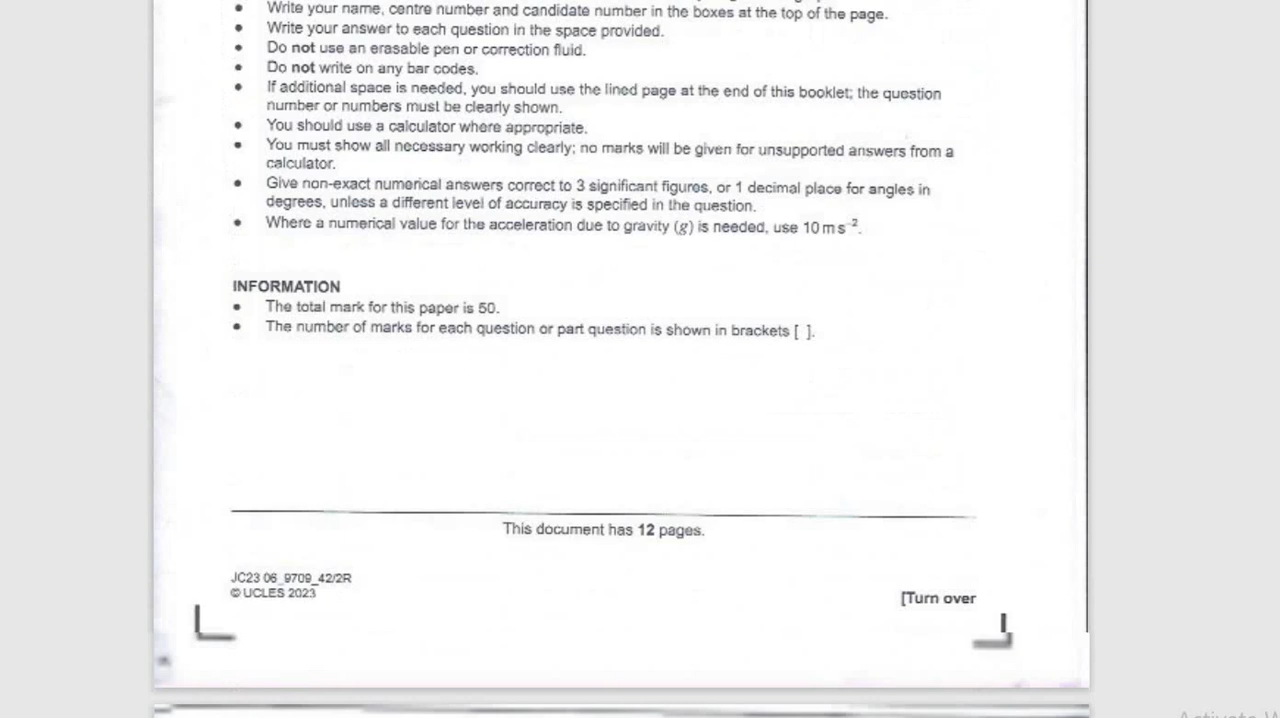 • Write your name, centre number and candidate number in the boxes at the top of the page.
• Write your answer to each question in the space provided.
• Do not use an erasable pen or correction fluid.
• Do not write on any bar codes.
• If additional space is needed, you should use the lined page at the end of this booklet; the question
number or numbers must be clearly shown.
• You should use a calculator where appropriate.
• You must show all necessary working clearly; no marks will be given for unsupported answers from a
calculator.
• Give non-exact numerical answers correct to 3 significant figures, or 1 decimal place for angles in
degrees, unless a different level of accuracy is specified in the question.
• Where a numerical value for the acceleration due to gravity (g) is needed, use 10 m s⁻².
INFORMATION
• The total mark for this paper is 50.
• The number of marks for each question or part question is shown in brackets [ ].
This document has 12 pages.
JC23 06_9709_42/2R
© UCLES 2023
[Turn over